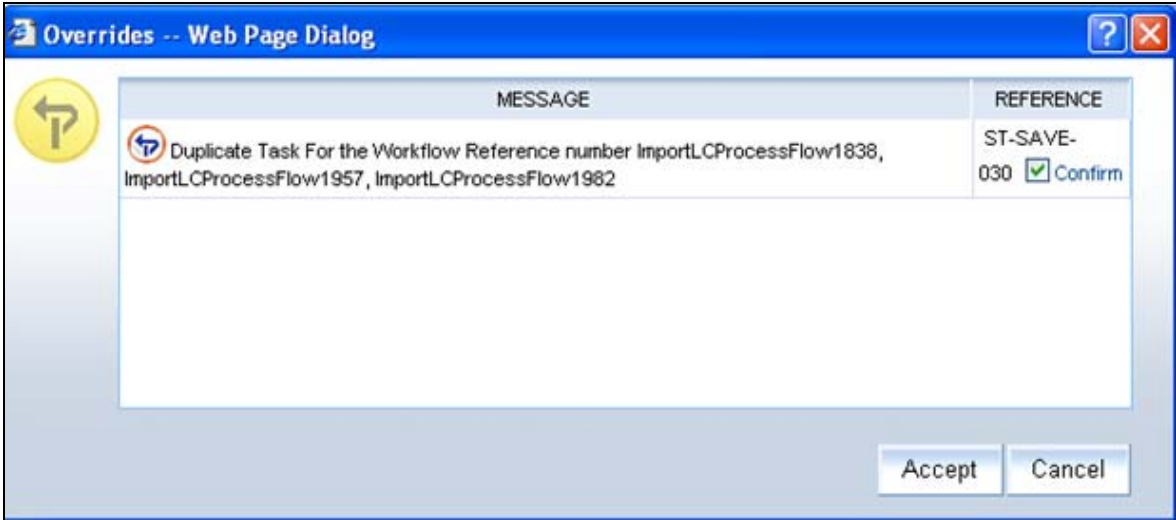 Overrides -- Web Page Dialog
MESSAGE
REFERENCE
Duplicate Task For the Workflow Reference number ImportLCProcessFlow1838,
ImportLCProcessFlow1957, ImportLCProcessFlow1982
ST-SAVE-
030 Confirm
Accept
Cancel